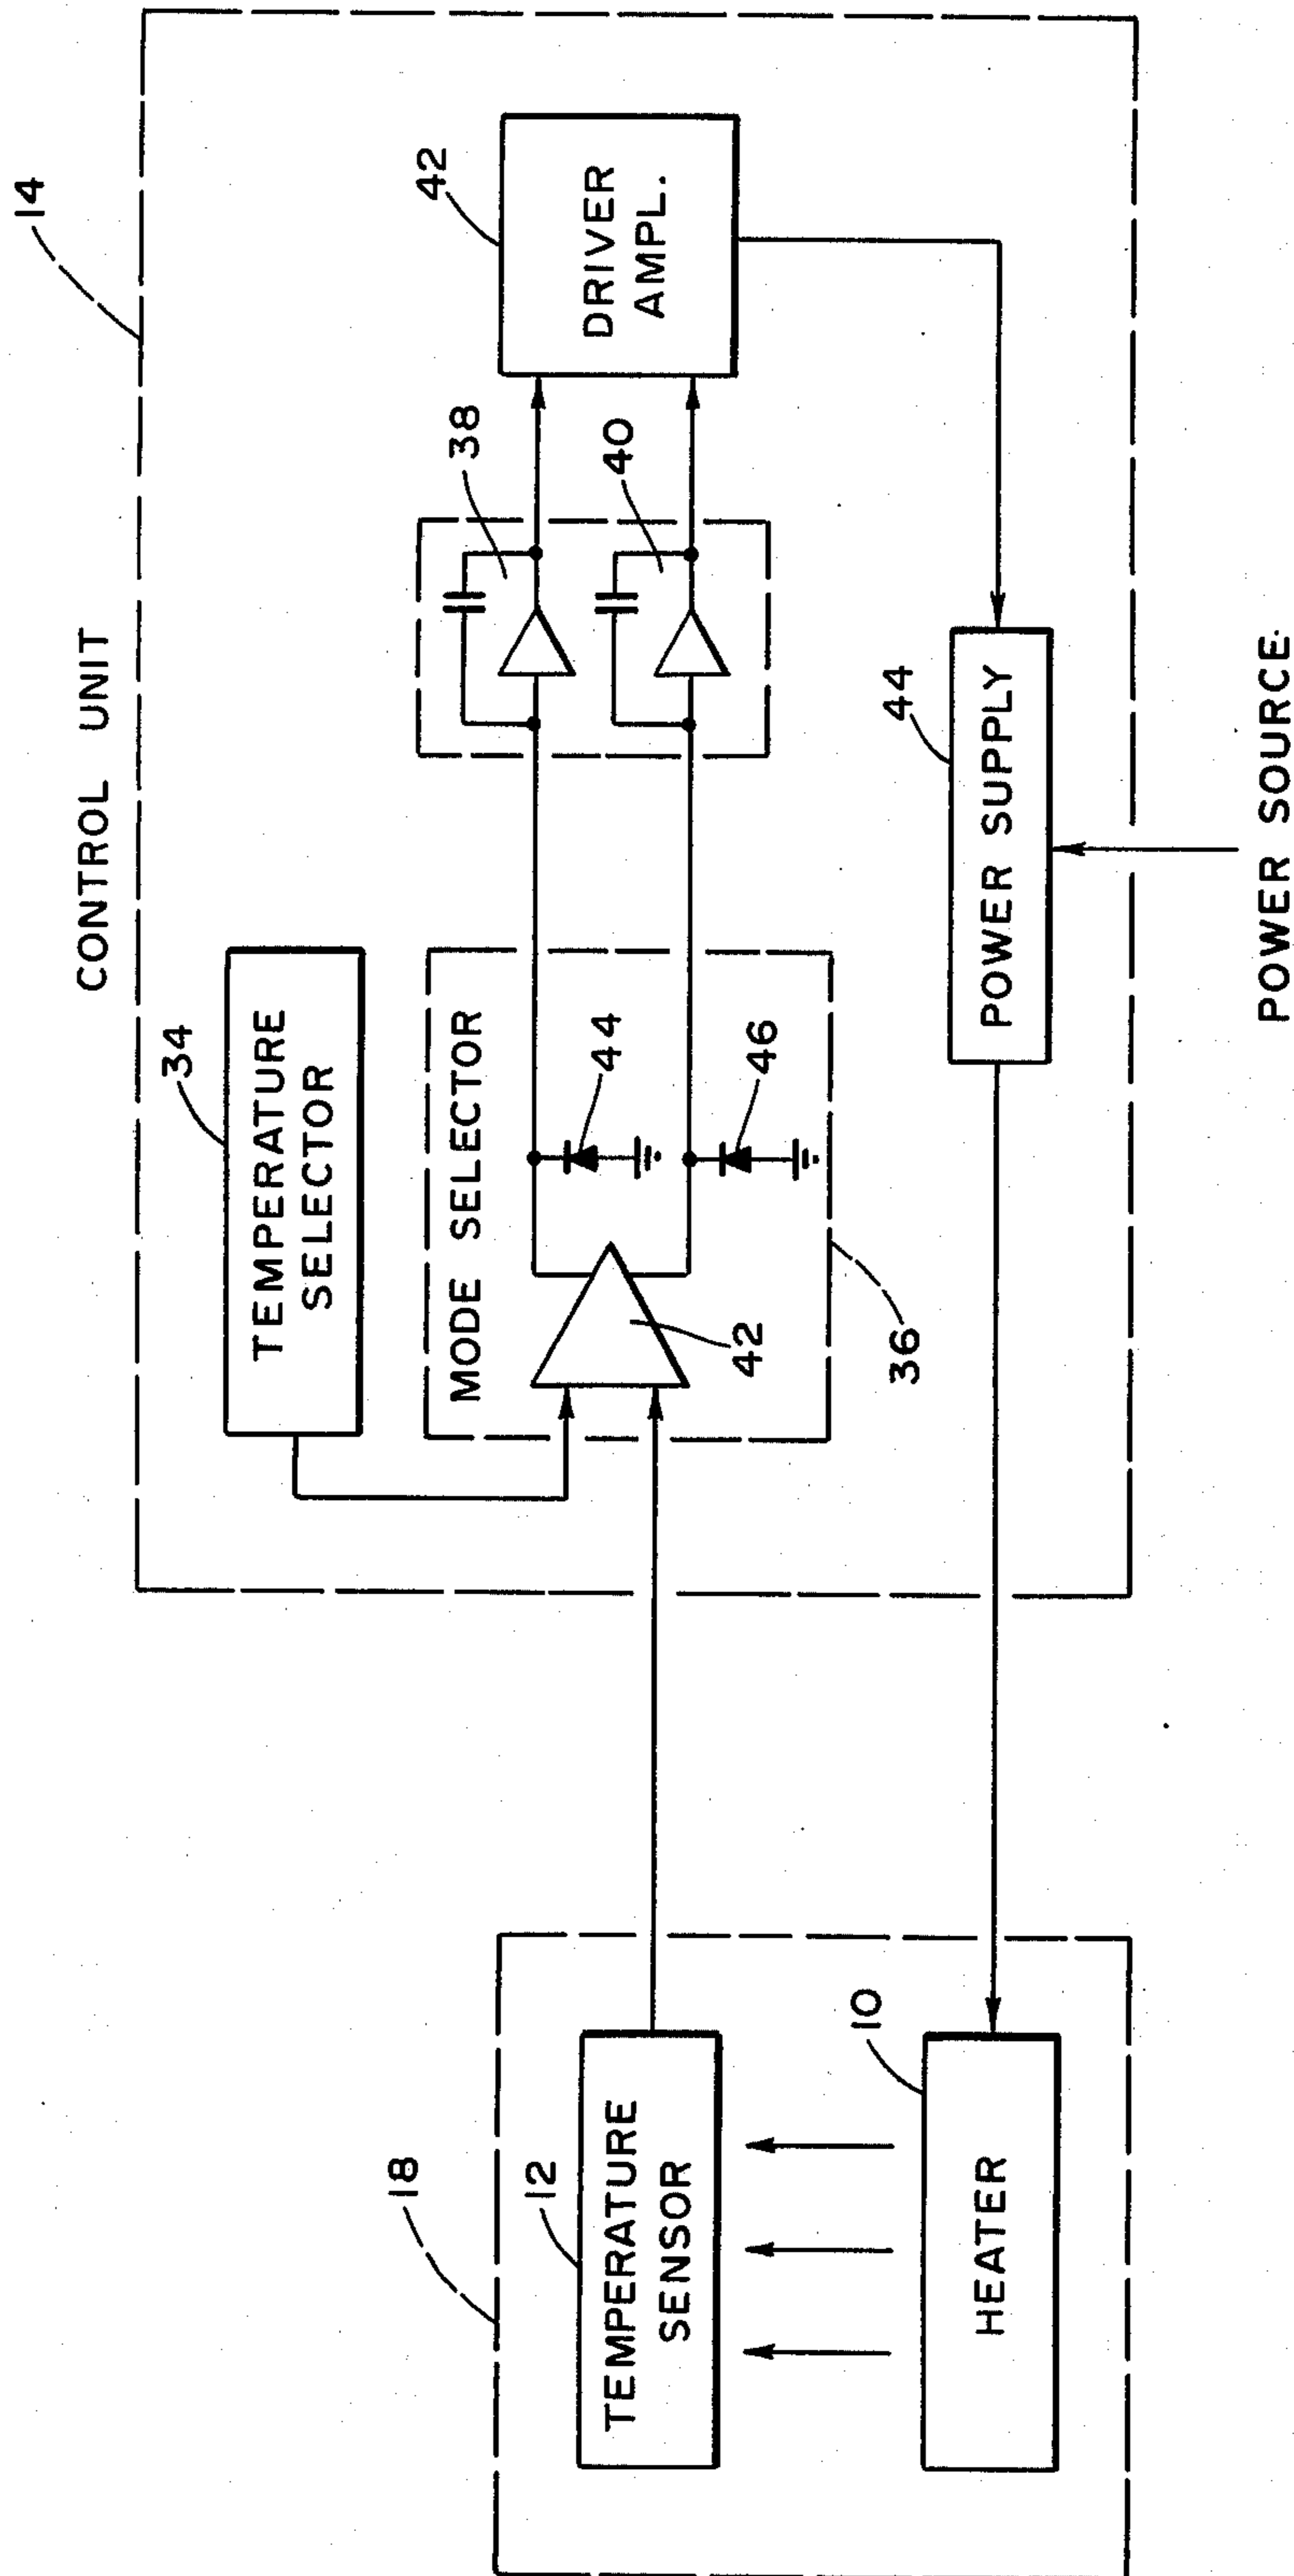 14
CONTROL UNIT
34
TEMPERATURE
SELECTOR
MODE SELECTOR
42
44
46
36
38
40
42
DRIVER
AMPL.
44
POWER SUPPLY
POWER SOURCE
18
12
TEMPERATURE
SENSOR
10
HEATER